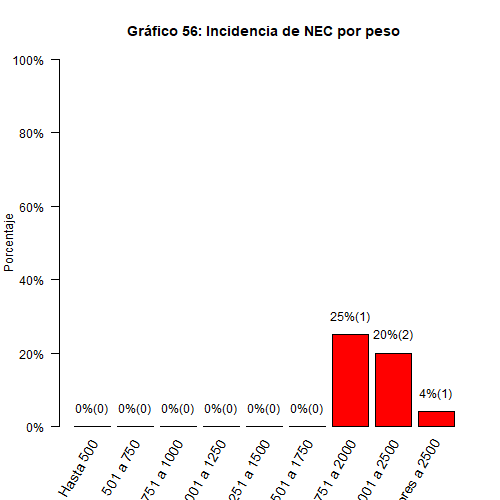 Gráfico 56: Incidencia de NEC por peso
Porcentaje
100%
80%
60%
40%
20%
0%
0%(0)
0%(0)
0%(0)
0%(0)
0%(0)
0%(0)
25%(1)
20%(2)
4%(1)
Hasta 500
501 a 750
751 a 1000
001 a 1250
251 a 1500
501 a 1750
751 a 2000
001 a 2500
ores a 2500